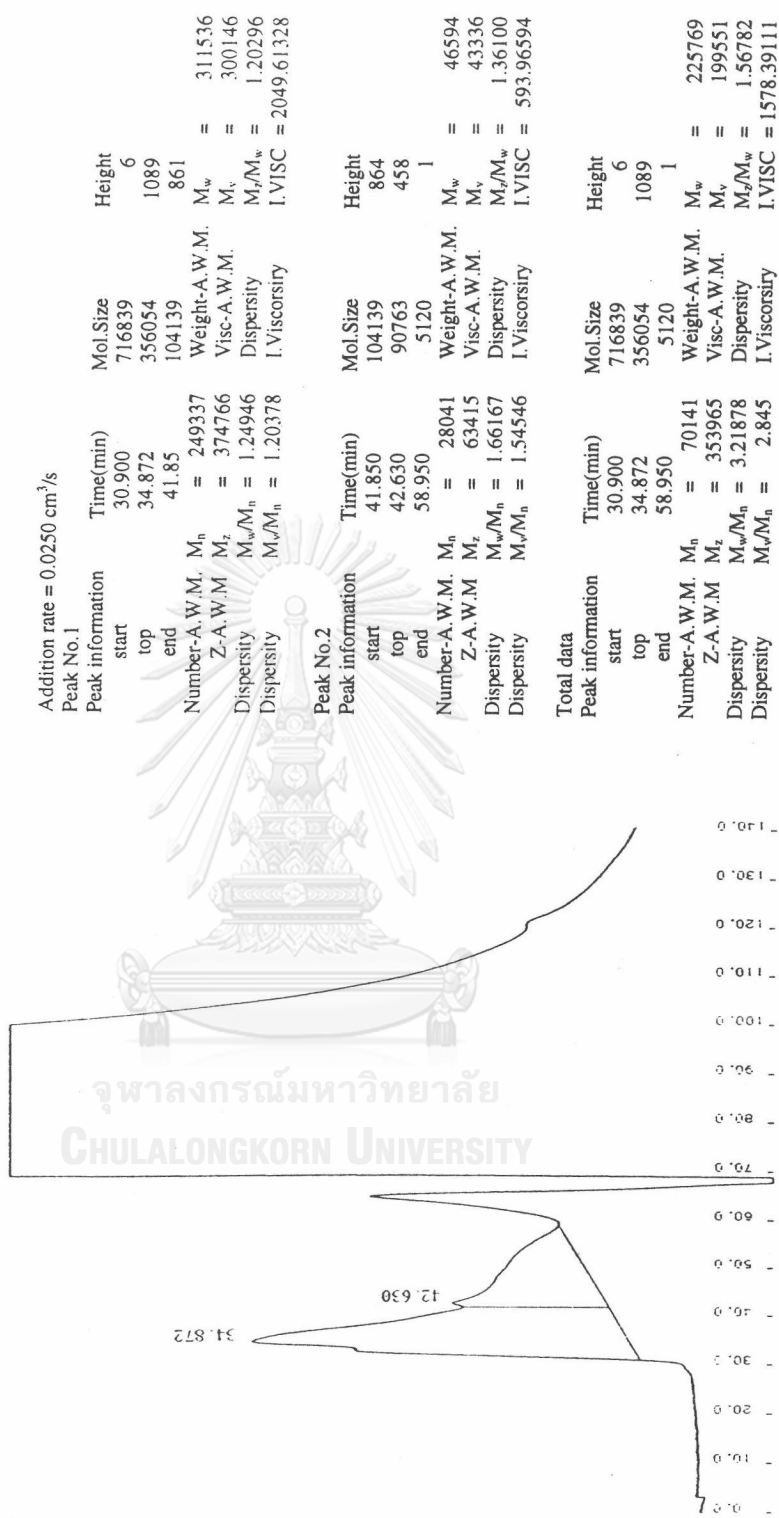 Addition rate = 0.0250 cm³/s
Peak No.1
Peak information Time(min) Mol.Size Height
start 30.900 716839 6
top 34.872 356054 1089
end 41.85 104139 861
Number-A.W.M. Mn = 249337 Weight-A.W.M. Mw = 311536
Z-A.W.M Mz = 374766 Visc-A.W.M. Mv = 300146
Dispersity Mw/Mn = 1.24946 Dispersity Mz/Mw = 1.20296
Dispersity Mv/Mn = 1.20378 I.Viscorsiry I.VISC = 2049.61328
Peak No.2
Peak information Time(min) Mol.Size Height
start 41.850 104139 864
top 42.630 90763 458
end 58.950 5120 1
Number-A.W.M. Mn = 28041 Weight-A.W.M. Mw = 46594
Z-A.W.M Mz = 63415 Visc-A.W.M. Mv = 43336
Dispersity Mw/Mn = 1.66167 Dispersity Mz/Mw = 1.36100
Dispersity Mv/Mn = 1.54546 I.Viscorsiry I.VISC = 593.96594
Total data
Peak information Time(min) Mol.Size Height
start 30.900 716839 6
top 34.872 356054 1089
end 58.950 5120 1
Number-A.W.M. Mn = 70141 Weight-A.W.M. Mw = 225769
Z-A.W.M Mz = 353965 Visc-A.W.M. Mv = 199551
Dispersity Mw/Mn = 3.21878 Dispersity Mz/Mw = 1.56782
Dispersity Mv/Mn = 2.845 I.Viscorsiry I.VISC = 1578.39111
34.872
42.630
0.0
10.0
20.0
30.0
40.0
50.0
60.0
70.0
80.0
90.0
100.0
110.0
120.0
130.0
140.0
จุฬาลงกรณ์มหาวิทยาลัย
CHULALONGKORN UNIVERSITY